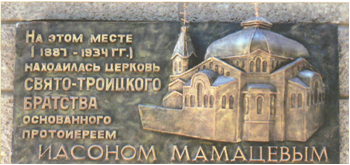 На этом месте
(1887 - 1934 гг.)
находилась церковь
Свято-Троицкого
братства
основанного
протоиереем
Иасоном Мамацевым